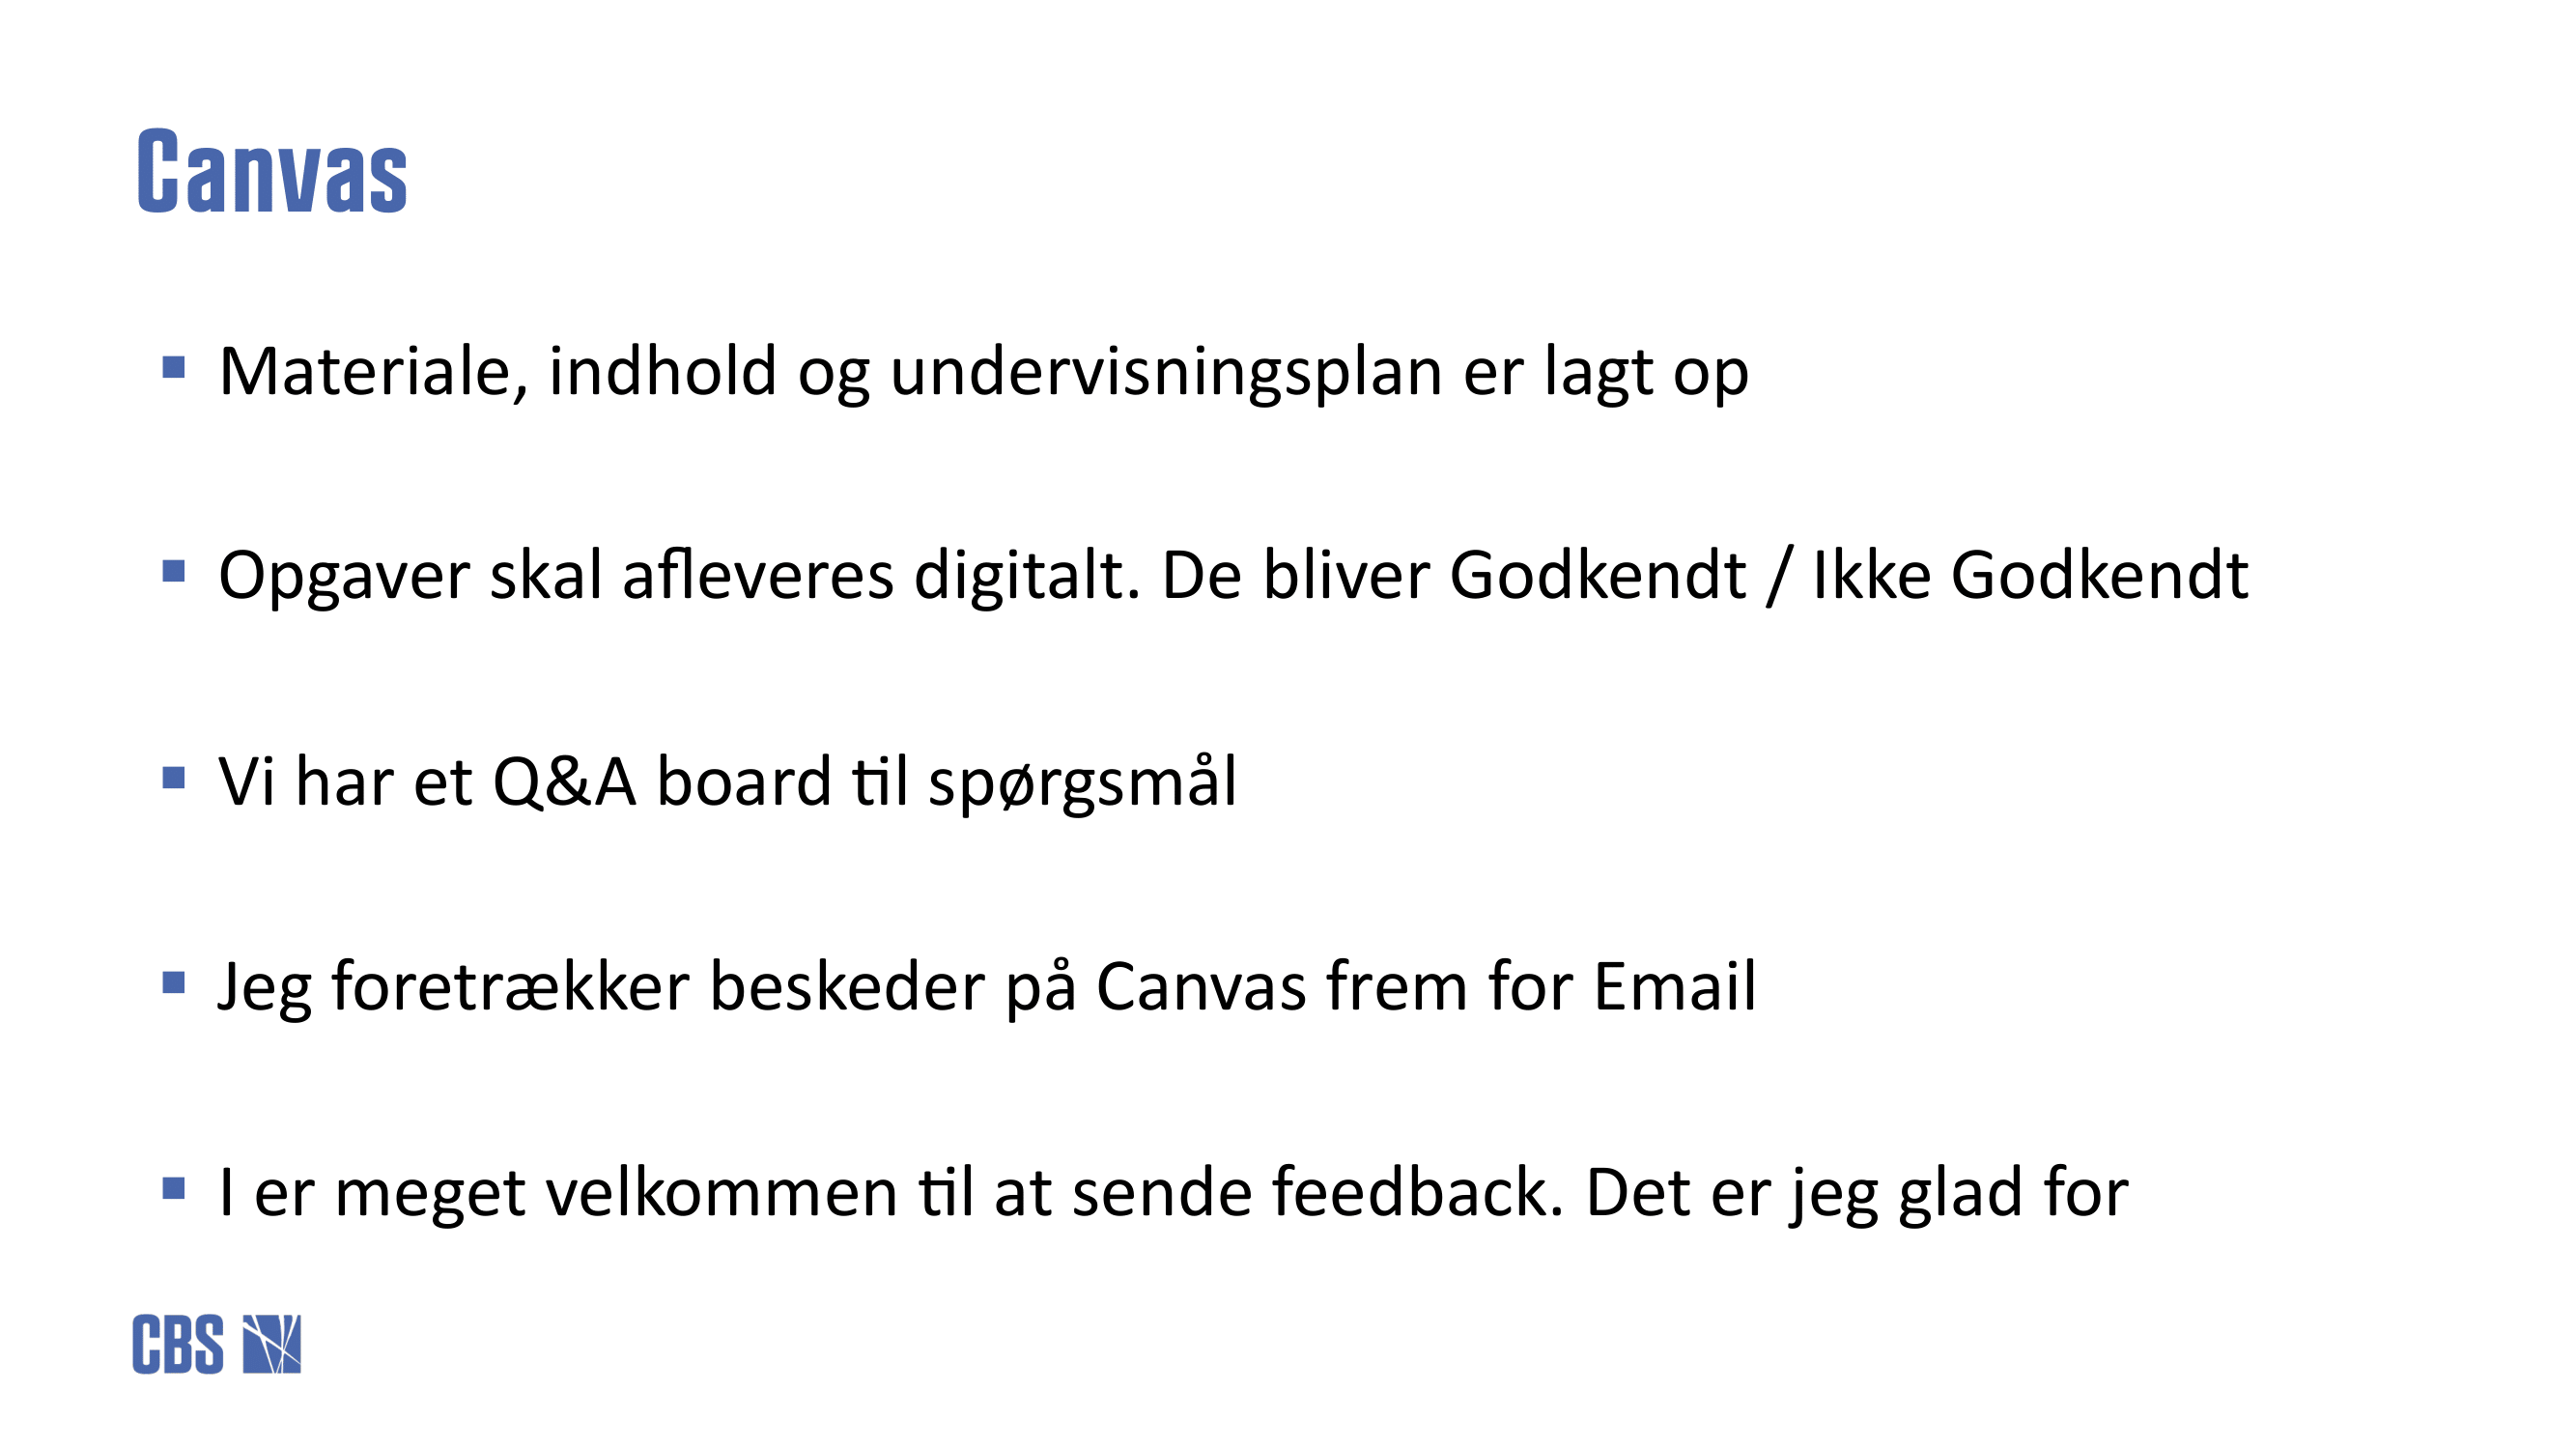 Canvas
▪ Materiale, indhold og undervisningsplan er lagt op
▪ Opgaver skal afleveres digitalt. De bliver Godkendt / Ikke Godkendt
▪ Vi har et Q&A board til spørgsmål
▪ Jeg foretrækker beskeder på Canvas frem for Email
▪ I er meget velkommen til at sende feedback. Det er jeg glad for
CBS